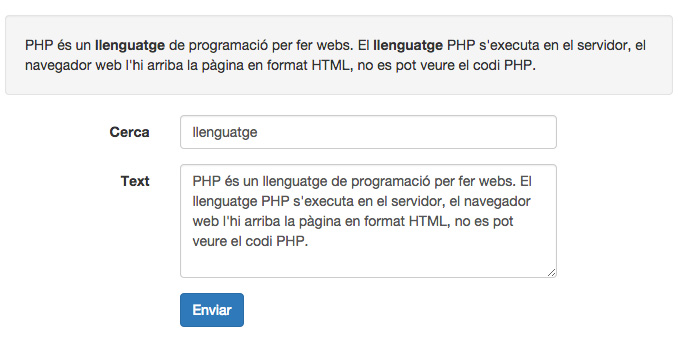 PHP és un llenguatge de programació per fer webs. El llenguatge PHP s'executa en el servidor, el
navegador web l'hi arriba la pàgina en format HTML, no es pot veure el codi PHP.
Cerca
llenguatge
Text
PHP és un llenguatge de programació per fer webs. El
llenguatge PHP s'executa en el servidor, el navegador
web l'hi arriba la pàgina en format HTML, no es pot
veure el codi PHP.
Enviar